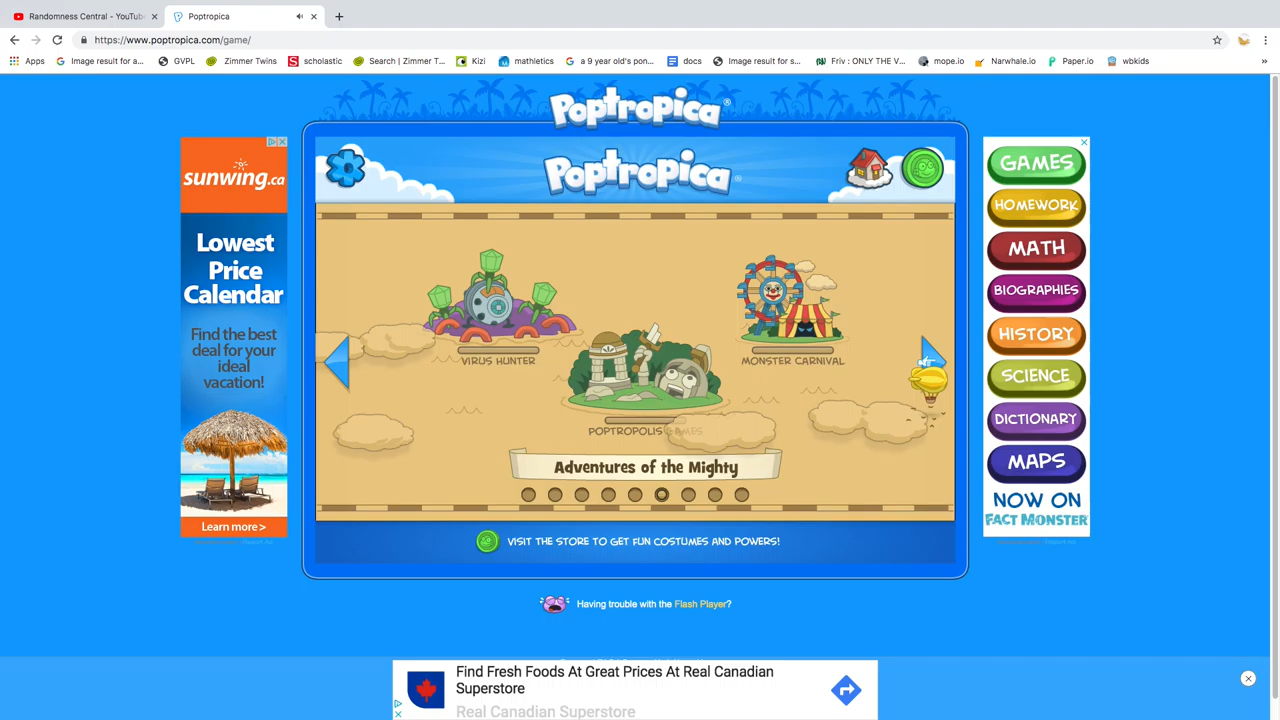 Randomness Central - YouTub
Poptropica
https://www.poptropica.com/game/
Apps
Image result for a...
GVPL
Zimmer Twins
scholastic
Search | Zimmer T...
Kizi
mathletics
a 9 year old's pon...
docs
Image result for s...
Friv : ONLY THE V...
mope.io
Narwhale.io
Paper.io
wbkids
»
Poptropica®
Poptropica
sunwing.ca
Lowest
Price
Calendar
Find the best
deal for your
ideal
vacation!
Learn more >
VIRUS HUNTER
MONSTER CARNIVAL
POPTROPOLIS GAMES
Adventures of the Mighty
VISIT THE STORE TO GET FUN COSTUMES AND POWERS!
GAMES
HOMEWORK
MATH
BIOGRAPHIES
HISTORY
SCIENCE
DICTIONARY
MAPS
NOW ON
FACT MONSTER
Having trouble with the Flash Player?
Find Fresh Foods At Great Prices At Real Canadian
Superstore
Real Canadian Superstore